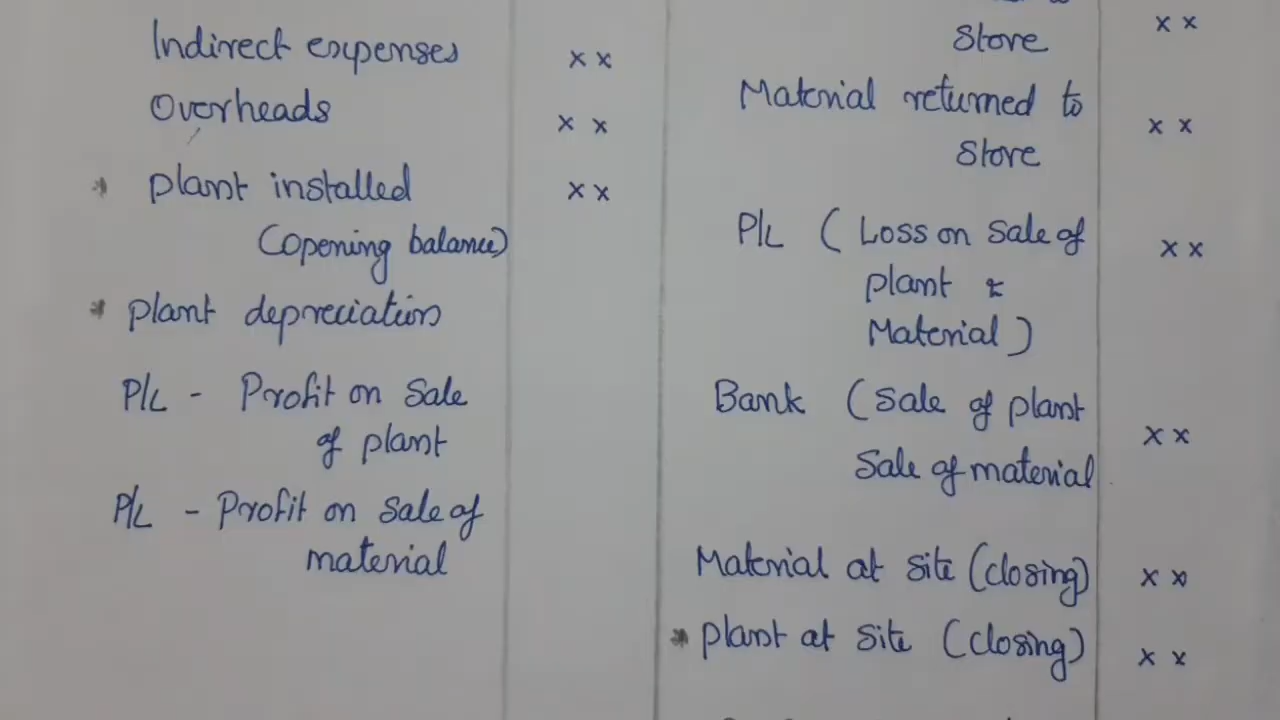 Indirect expenses xx
Overheads xx
* Plant installed xx
(opening balance)
* Plant depreciation
P/L - Profit on Sale
of plant
P/L - Profit on Sale of
material
Store xx
Material returned to
Store xx
P/L (Loss on Sale of
plant &
Material) xx
Bank (Sale of plant
Sale of material xx
Material at site (closing) xx
* Plant at site (closing) xx